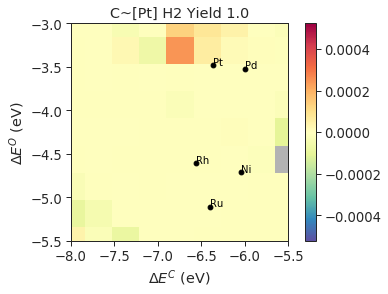 C~[Pt] H2 Yield 1.0
−3.0
−3.5
−4.0
−4.5
−5.0
−5.5
ΔE^O (eV)
Pt
Pd
Rh
Ni
Ru
−8.0 −7.5 −7.0 −6.5 −6.0 −5.5
ΔE^C (eV)
0.0004
0.0002
0.0000
−0.0002
−0.0004